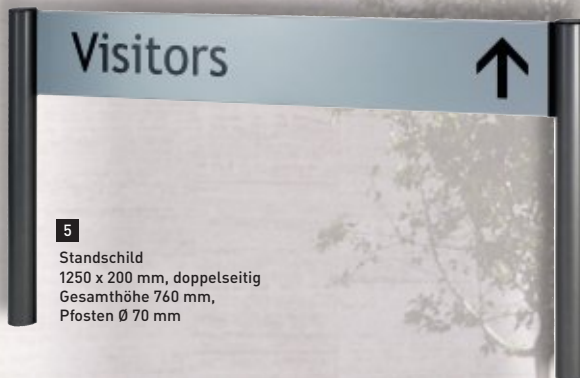 Visitors ↑
5
Standschild
1250 x 200 mm, doppelseitig
Gesamthöhe 760 mm,
Pfosten Ø 70 mm